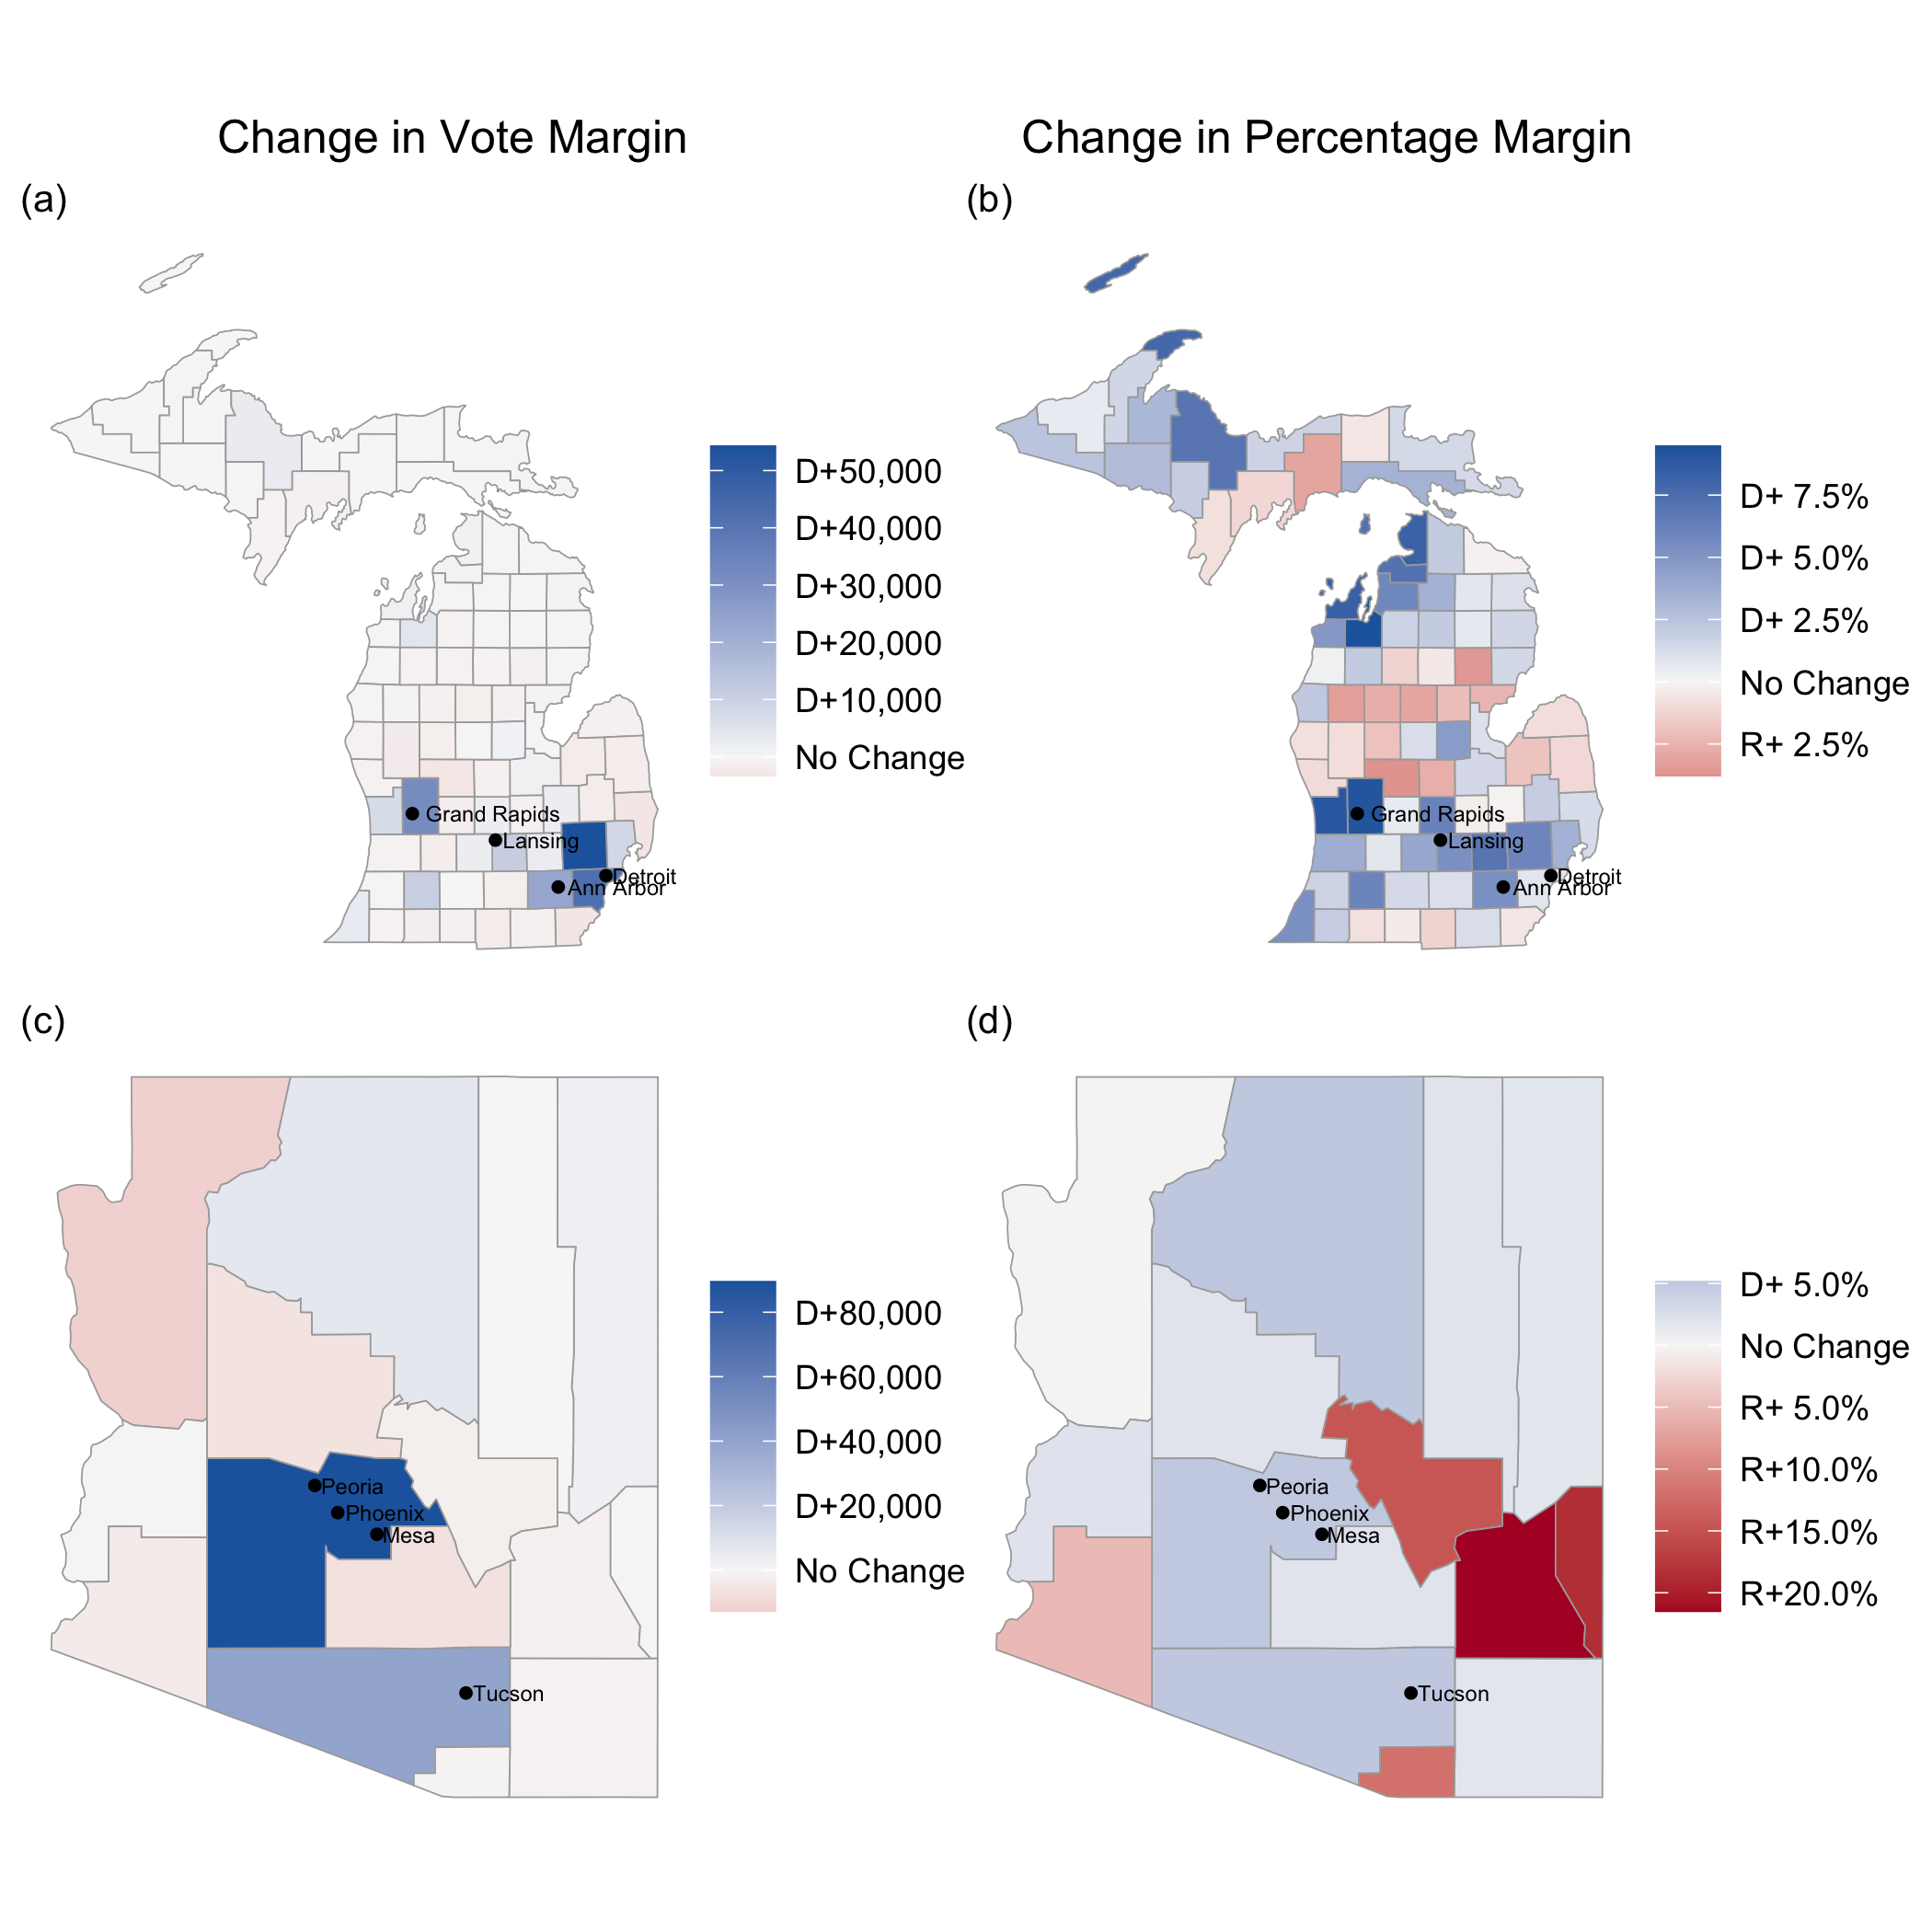 Change in Vote Margin
Change in Percentage Margin
(a)
(b)
D+50,000
D+40,000
D+30,000
D+20,000
D+10,000
No Change
Grand Rapids
Lansing
Detroit
Ann Arbor
D+ 7.5%
D+ 5.0%
D+ 2.5%
No Change
R+ 2.5%
Grand Rapids
Lansing
Detroit
Ann Arbor
(c)
(d)
D+80,000
D+60,000
D+40,000
D+20,000
No Change
Peoria
Phoenix
Mesa
Tucson
D+ 5.0%
No Change
R+ 5.0%
R+10.0%
R+15.0%
R+20.0%
Peoria
Phoenix
Mesa
Tucson